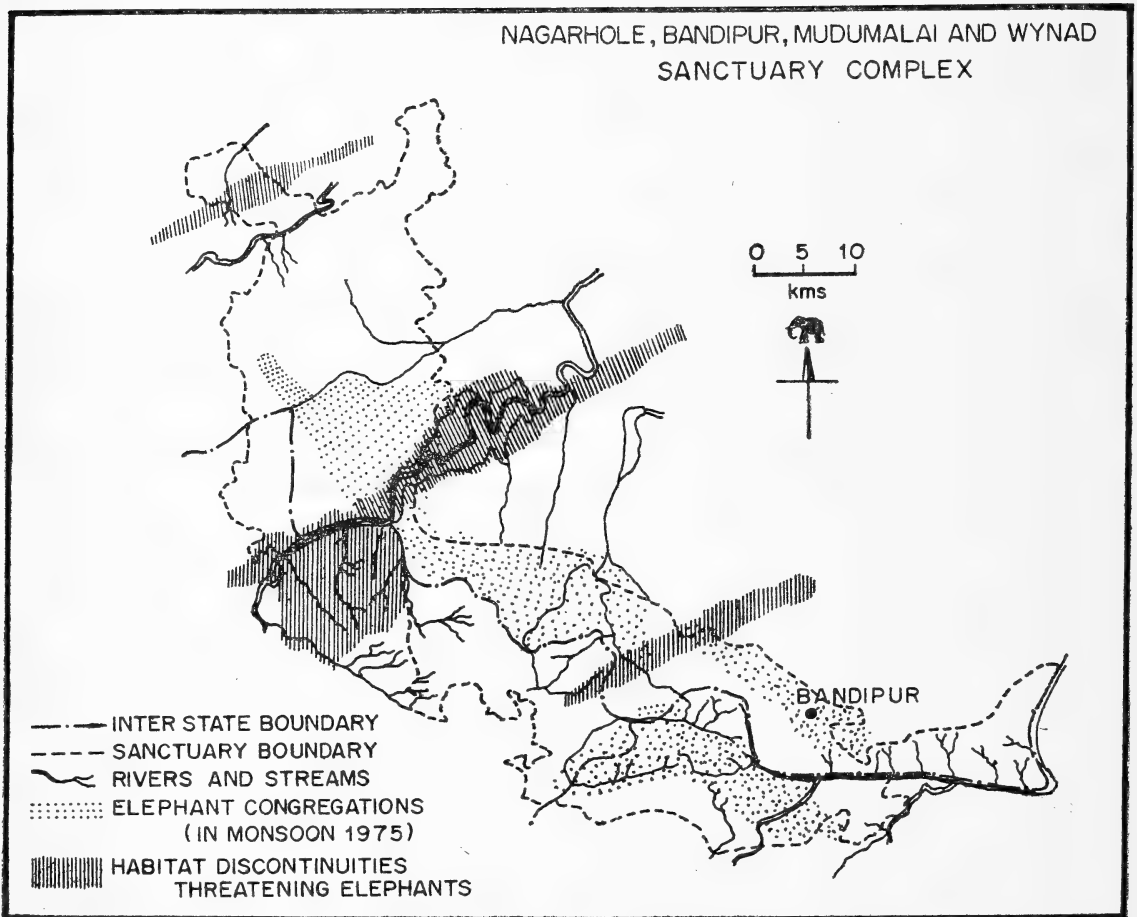 NAGARHOLE, BANDIPUR, MUDUMALAI AND WYNAD
SANCTUARY COMPLEX
0 5 10
kms
BANDIPUR
INTER STATE BOUNDARY
SANCTUARY BOUNDARY
RIVERS AND STREAMS
ELEPHANT CONGREGATIONS
(IN MONSOON 1975)
HABITAT DISCONTINUITIES
THREATENING ELEPHANTS